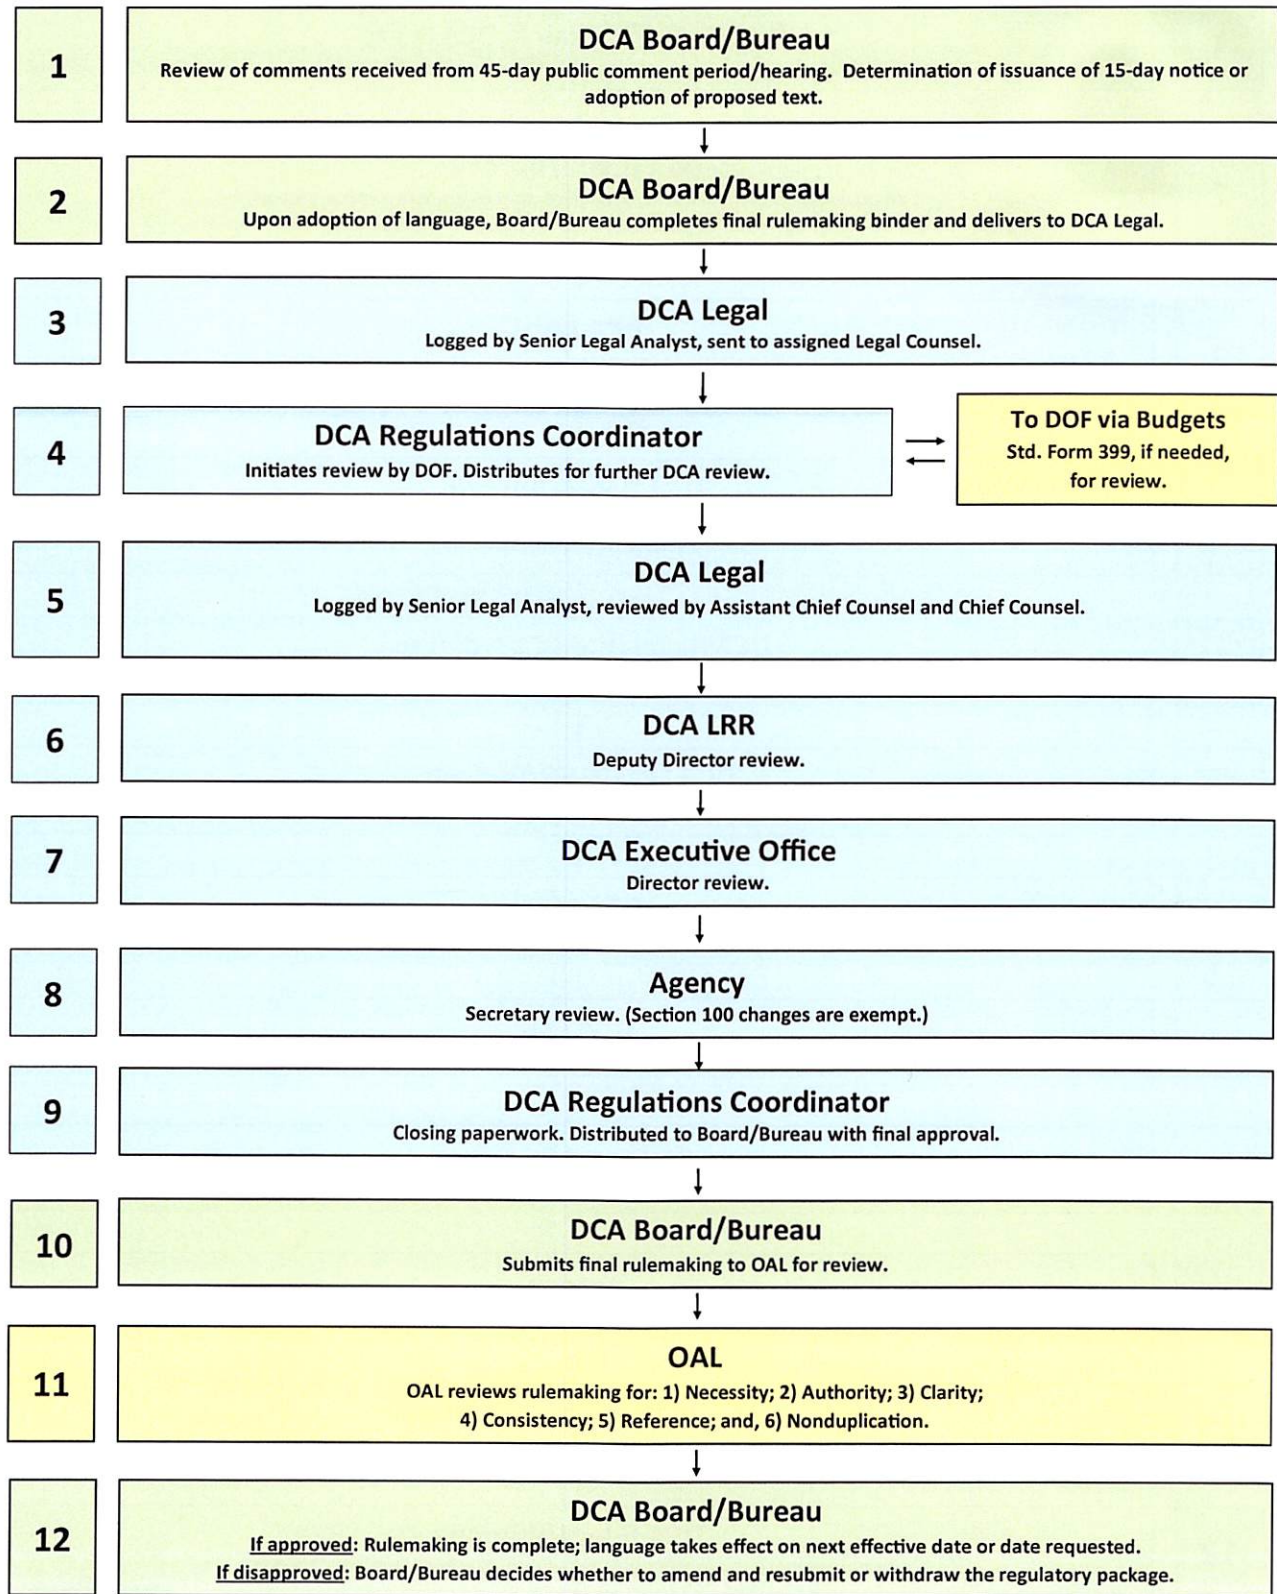 1
DCA Board/Bureau
Review of comments received from 45-day public comment period/hearing.  Determination of issuance of 15-day notice or
adoption of proposed text.
2
DCA Board/Bureau
Upon adoption of language, Board/Bureau completes final rulemaking binder and delivers to DCA Legal.
3
DCA Legal
Logged by Senior Legal Analyst, sent to assigned Legal Counsel.
4
DCA Regulations Coordinator
Initiates review by DOF. Distributes for further DCA review.
To DOF via Budgets
Std. Form 399, if needed,
for review.
5
DCA Legal
Logged by Senior Legal Analyst, reviewed by Assistant Chief Counsel and Chief Counsel.
6
DCA LRR
Deputy Director review.
7
DCA Executive Office
Director review.
8
Agency
Secretary review. (Section 100 changes are exempt.)
9
DCA Regulations Coordinator
Closing paperwork. Distributed to Board/Bureau with final approval.
10
DCA Board/Bureau
Submits final rulemaking to OAL for review.
11
OAL
OAL reviews rulemaking for: 1) Necessity; 2) Authority; 3) Clarity;
4) Consistency; 5) Reference; and, 6) Nonduplication.
12
DCA Board/Bureau
If approved: Rulemaking is complete; language takes effect on next effective date or date requested.
If disapproved: Board/Bureau decides whether to amend and resubmit or withdraw the regulatory package.